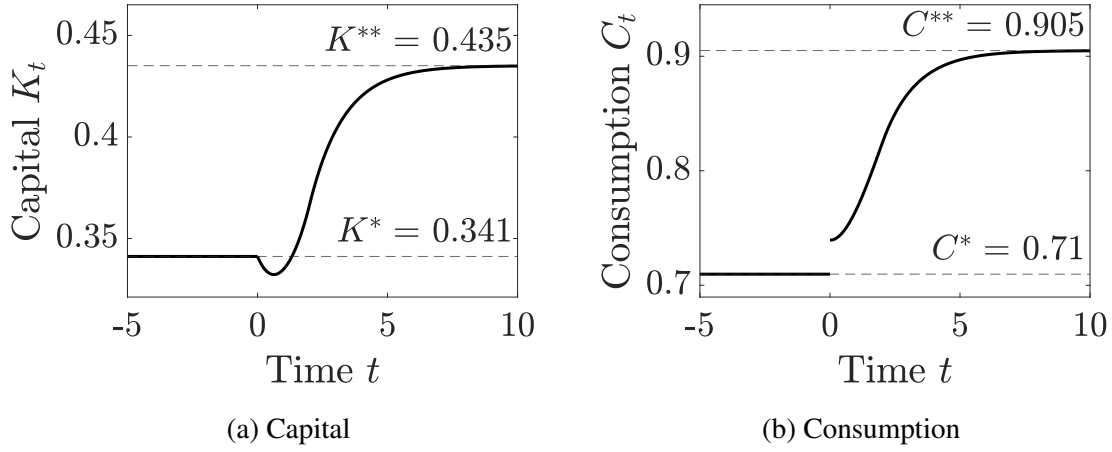 0.45
0.4
0.35
Capital K_t
K** = 0.435
K* = 0.341
-5 0 5 10
Time t
(a) Capital
0.9
0.8
0.7
Consumption C_t
C** = 0.905
C* = 0.71
-5 0 5 10
Time t
(b) Consumption